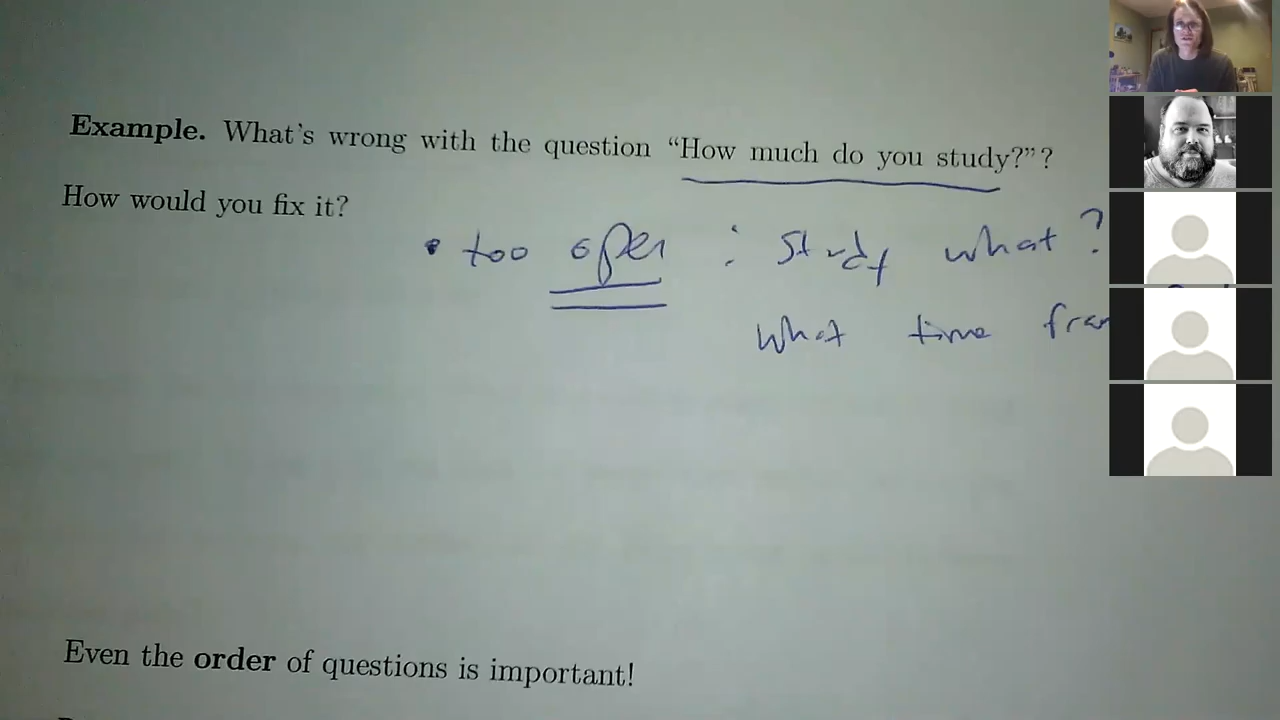 Example. What's wrong with the question “How much do you study?”?
How would you fix it?
• too open : Study what?
What time
Even the order of questions is important!